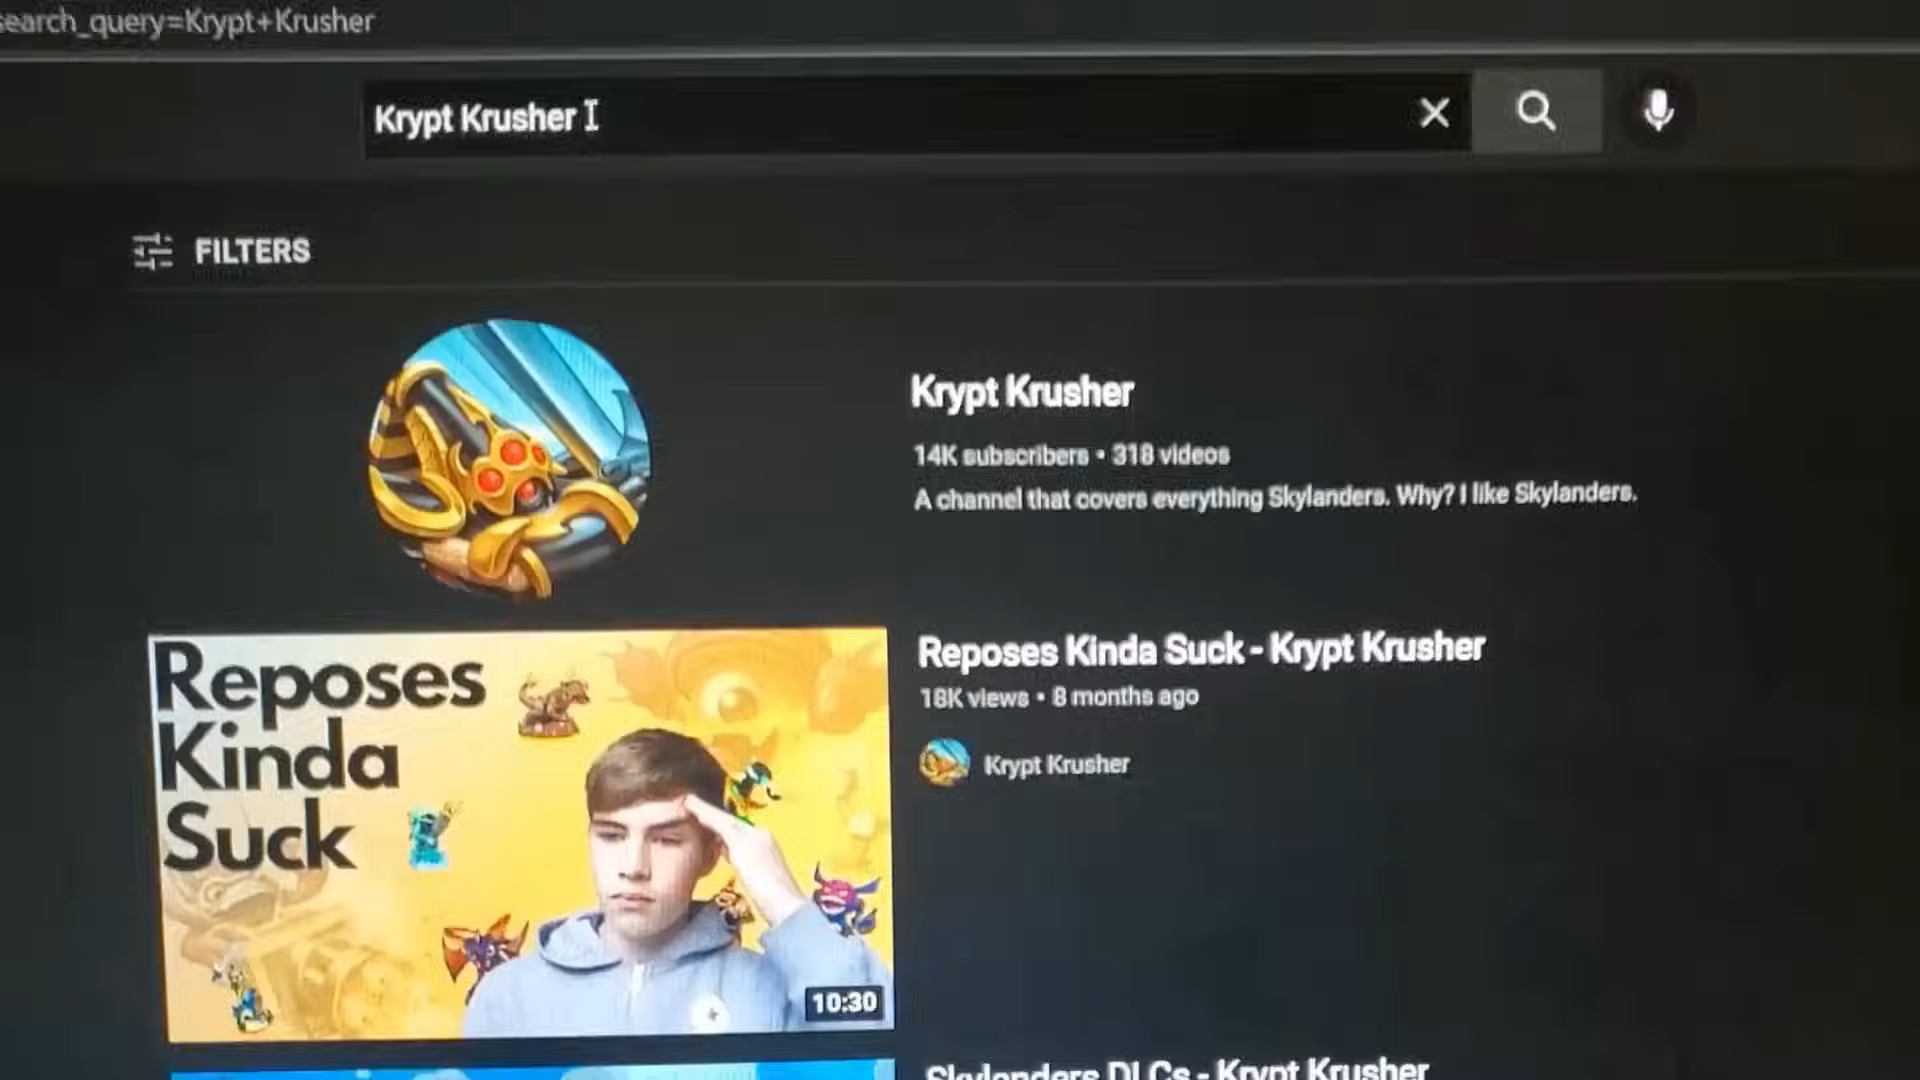 search_query=Krypt+Krusher
Krypt Krusher
FILTERS
Krypt Krusher
14K subscribers • 318 videos
A channel that covers everything Skylanders. Why? I like Skylanders.
Reposes
Kinda
Suck
10:30
Reposes Kinda Suck - Krypt Krusher
18K views • 8 months ago
Krypt Krusher
Skylanders DLCs - Krypt Krusher